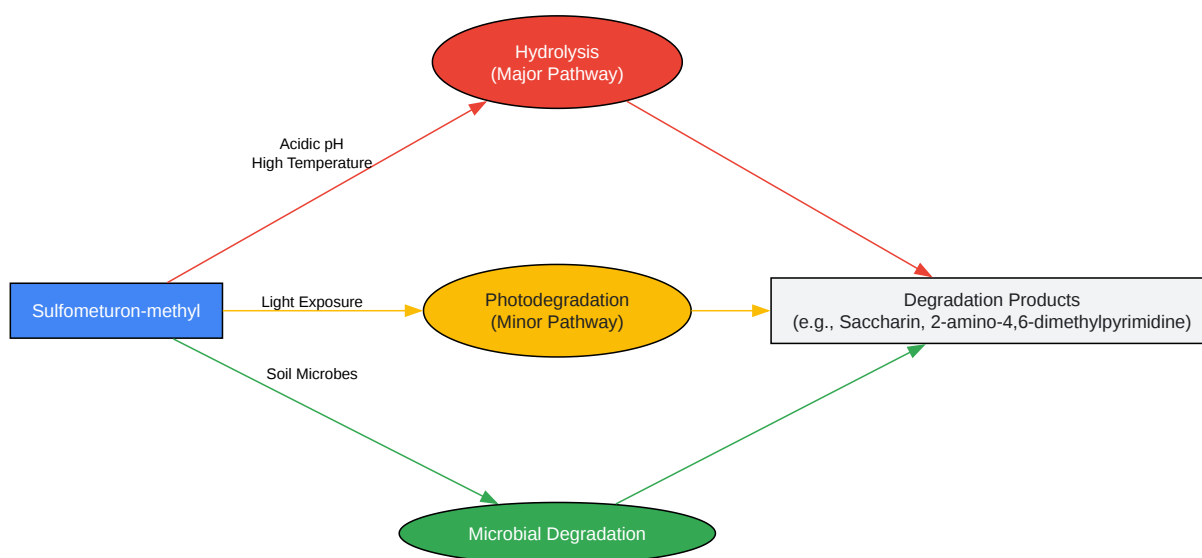 Hydrolysis
(Major Pathway)
Acidic pH
High Temperature
Sulfometuron-methyl
Light Exposure
Photodegradation
(Minor Pathway)
Degradation Products
(e.g., Saccharin, 2-amino-4,6-dimethylpyrimidine)
Soil Microbes
Microbial Degradation